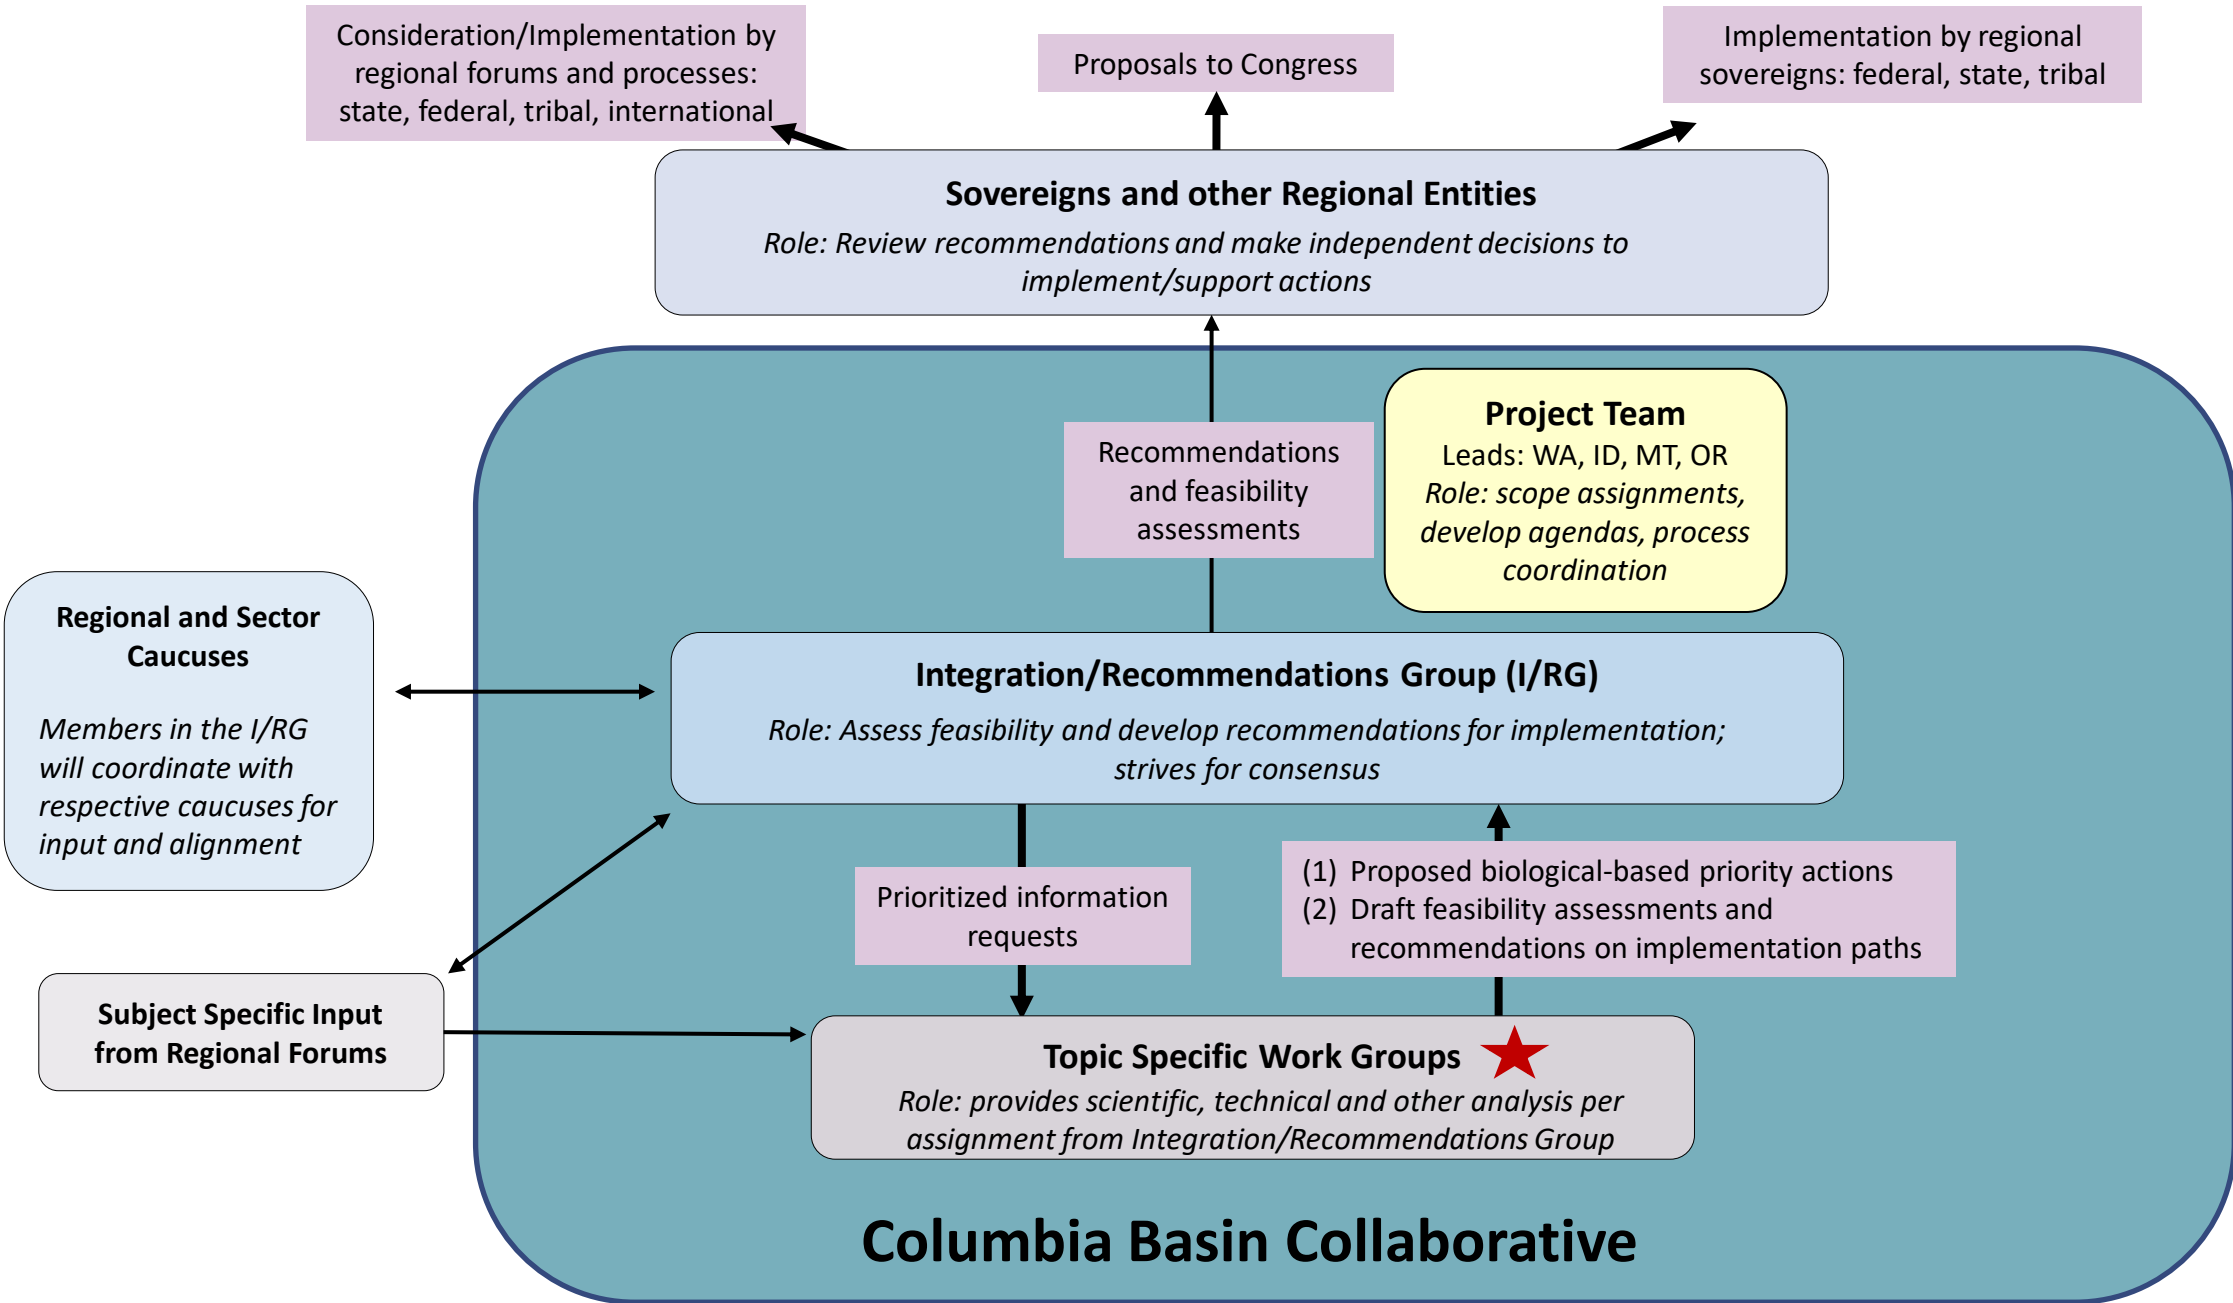 Consideration/Implementation by
regional forums and processes:
state, federal, tribal, international
Proposals to Congress
Implementation by regional
sovereigns: federal, state, tribal
Sovereigns and other Regional Entities
Role: Review recommendations and make independent decisions to
implement/support actions
Recommendations
and feasibility
assessments
Project Team
Leads: WA, ID, MT, OR
Role: scope assignments,
develop agendas, process
coordination
Regional and Sector
Caucuses
Members in the I/RG
will coordinate with
respective caucuses for
input and alignment
Integration/Recommendations Group (I/RG)
Role: Assess feasibility and develop recommendations for implementation;
strives for consensus
Prioritized information
requests
(1) Proposed biological-based priority actions
(2) Draft feasibility assessments and
recommendations on implementation paths
Subject Specific Input
from Regional Forums
Topic Specific Work Groups
Role: provides scientific, technical and other analysis per
assignment from Integration/Recommendations Group
Columbia Basin Collaborative